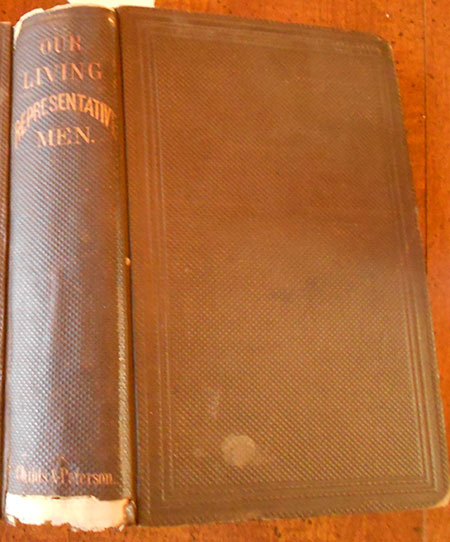 OUR
LIVING
REPRESENTATIVE
MEN.
Childs & Peterson.